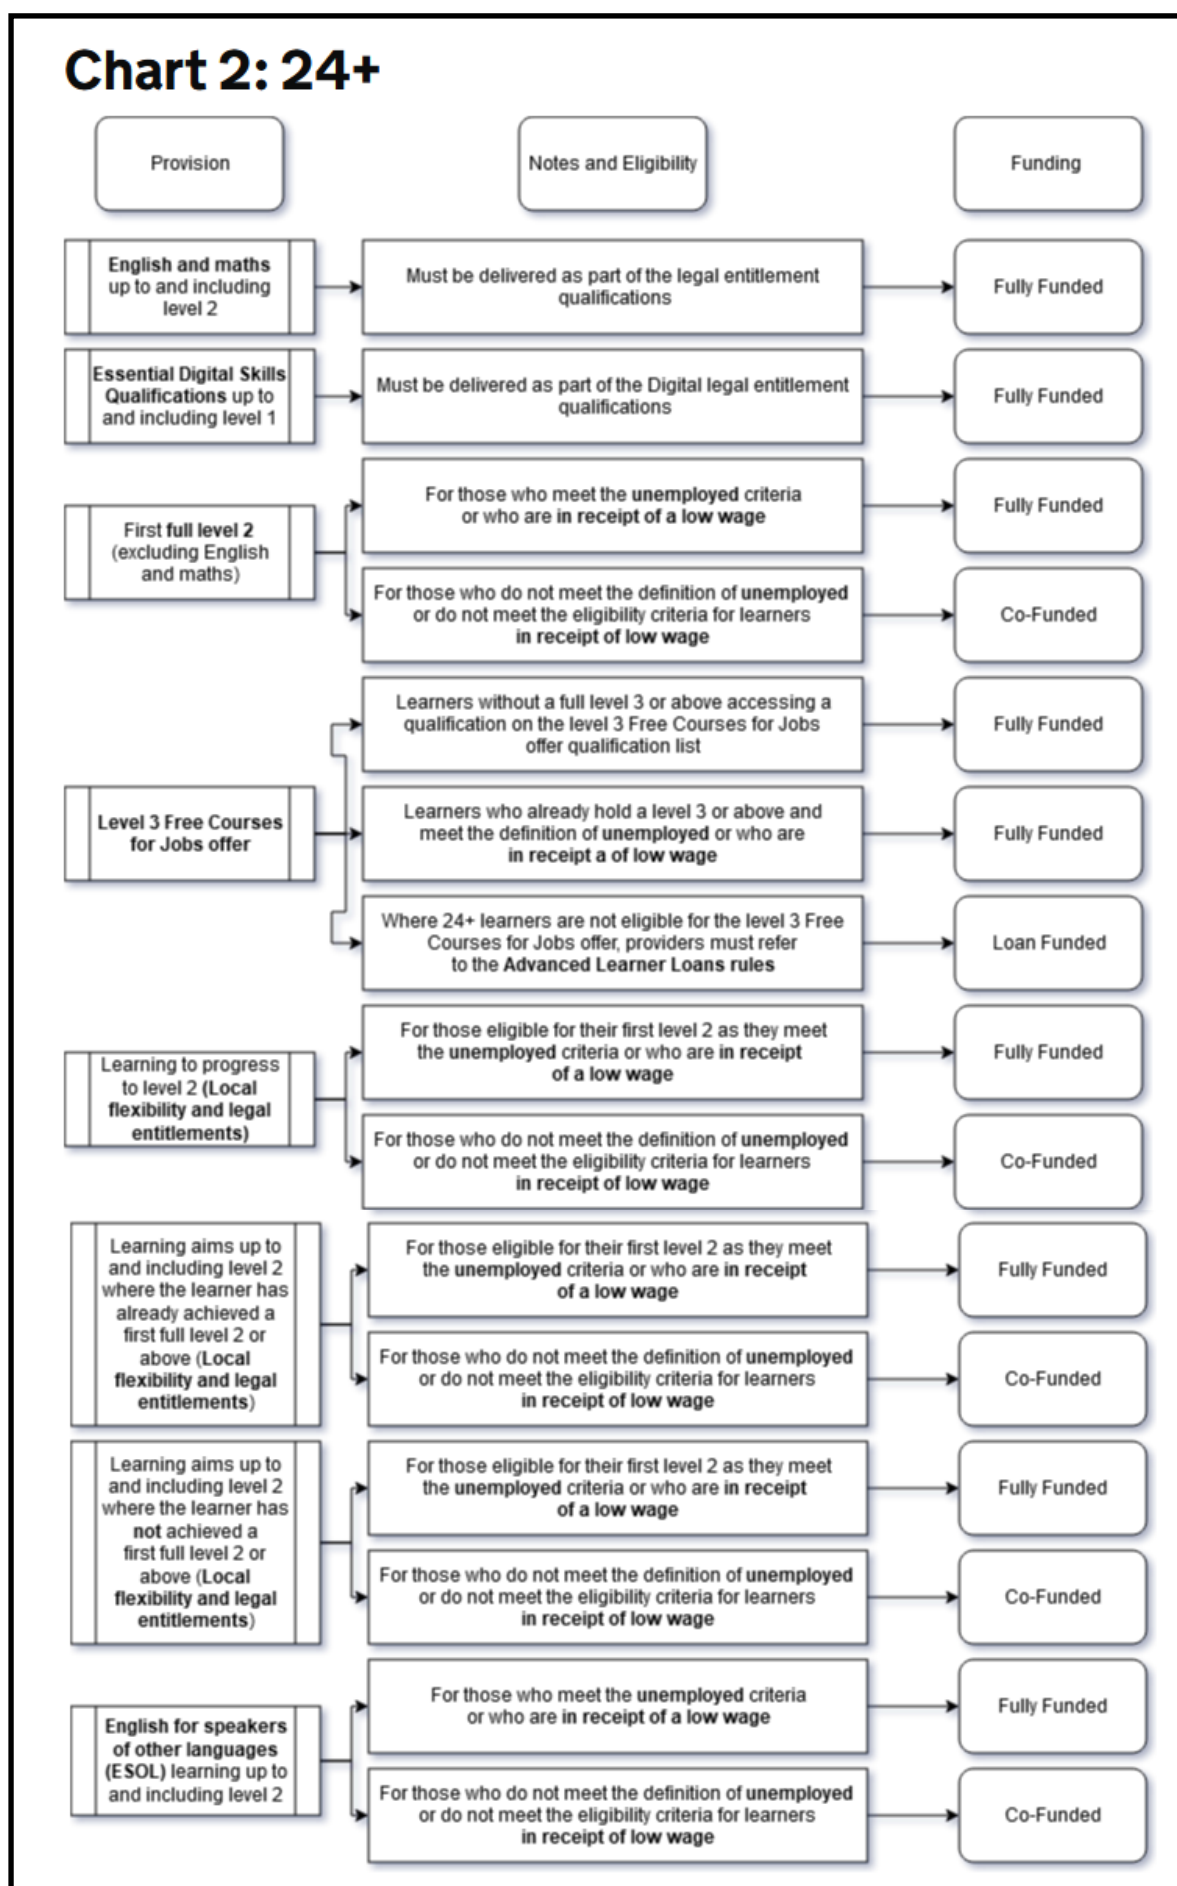 Chart 2: 24+
Provision
Notes and Eligibility
Funding
English and maths
up to and including
level 2
Must be delivered as part of the legal entitlement
qualifications
Fully Funded
Essential Digital Skills
Qualifications up to
and including level 1
Must be delivered as part of the Digital legal entitlement
qualifications
Fully Funded
First full level 2
(excluding English
and maths)
For those who meet the unemployed criteria
or who are in receipt of a low wage
Fully Funded
For those who do not meet the definition of unemployed
or do not meet the eligibility criteria for learners
in receipt of low wage
Co-Funded
Level 3 Free Courses
for Jobs offer
Learners without a full level 3 or above accessing a
qualification on the level 3 Free Courses for Jobs
offer qualification list
Fully Funded
Learners who already hold a level 3 or above and
meet the definition of unemployed or who are
in receipt a of low wage
Fully Funded
Where 24+ learners are not eligible for the level 3 Free
Courses for Jobs offer, providers must refer
to the Advanced Learner Loans rules
Loan Funded
Learning to progress
to level 2 (Local
flexibility and legal
entitlements)
For those eligible for their first level 2 as they meet
the unemployed criteria or who are in receipt
of a low wage
Fully Funded
For those who do not meet the definition of unemployed
or do not meet the eligibility criteria for learners
in receipt of low wage
Co-Funded
Learning aims up to
and including level 2
where the learner has
already achieved a
first full level 2 or
above (Local
flexibility and legal
entitlements)
For those eligible for their first level 2 as they meet
the unemployed criteria or who are in receipt
of a low wage
Fully Funded
For those who do not meet the definition of unemployed
or do not meet the eligibility criteria for learners
in receipt of low wage
Co-Funded
Learning aims up to
and including level 2
where the learner has
not achieved a
first full level 2 or
above (Local
flexibility and legal
entitlements)
For those eligible for their first level 2 as they meet
the unemployed criteria or who are in receipt
of a low wage
Fully Funded
For those who do not meet the definition of unemployed
or do not meet the eligibility criteria for learners
in receipt of low wage
Co-Funded
English for speakers
of other languages
(ESOL) learning up to
and including level 2
For those who meet the unemployed criteria
or who are in receipt of a low wage
Fully Funded
For those who do not meet the definition of unemployed
or do not meet the eligibility criteria for learners
in receipt of low wage
Co-Funded